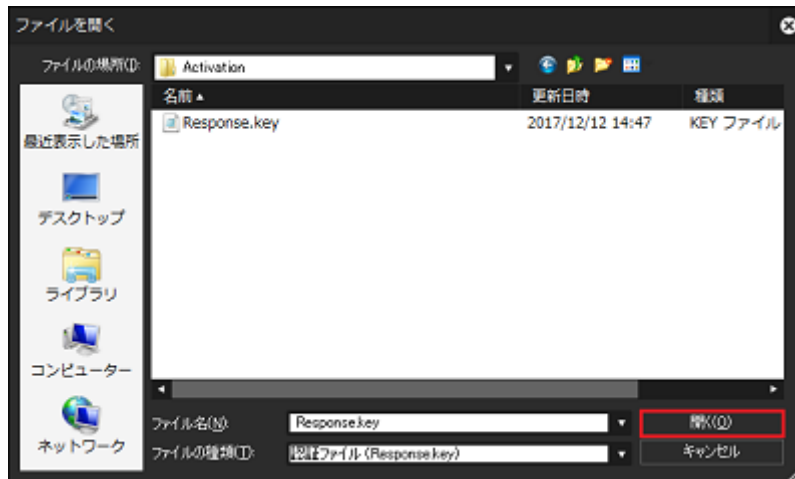 ファイルを開く
ファイルの場所(I):
Activation
名前
更新日時
種類
Response.key
2017/12/12 14:47
KEY ファイル
最近表示した場所
デスクトップ
ライブラリ
コンピューター
ネットワーク
ファイル名(N):
Response.key
開く(O)
ファイルの種類(T):
認証ファイル (Response.key)
キャンセル